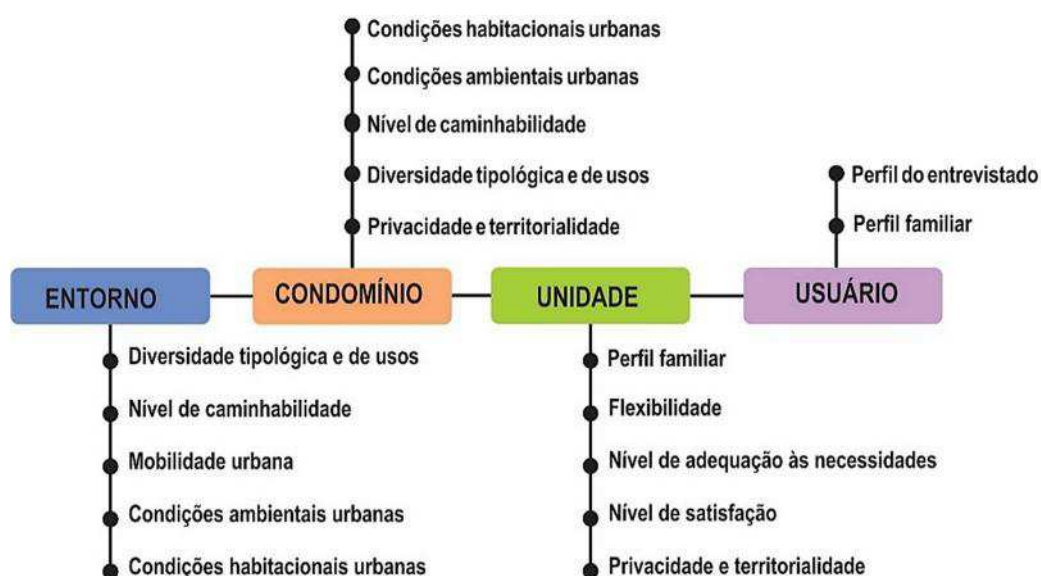 Condições habitacionais urbanas
Condições ambientais urbanas
Nível de caminhabilidade
Diversidade tipológica e de usos
Privacidade e territorialidade
Perfil do entrevistado
Perfil familiar
ENTORNO
CONDOMÍNIO
UNIDADE
USUÁRIO
Diversidade tipológica e de usos
Nível de caminhabilidade
Mobilidade urbana
Condições ambientais urbanas
Condições habitacionais urbanas
Perfil familiar
Flexibilidade
Nível de adequação às necessidades
Nível de satisfação
Privacidade e territorialidade